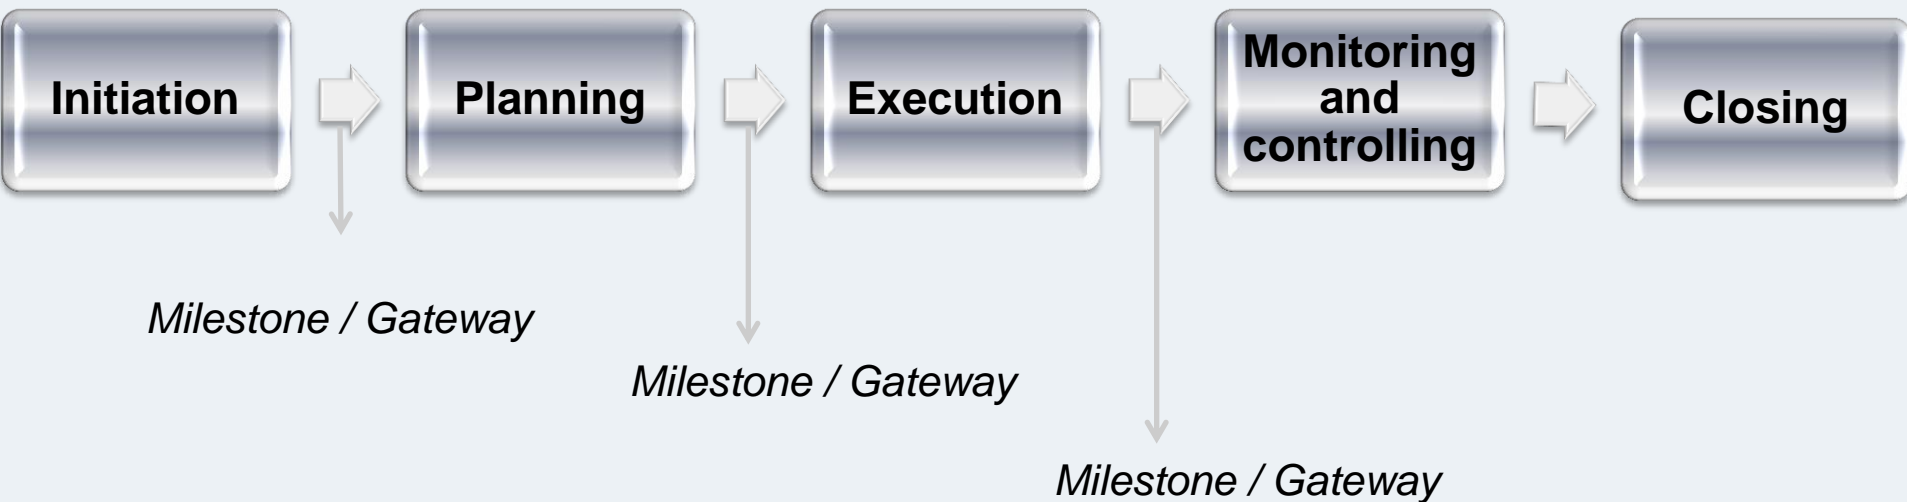 Initiation
Planning
Execution
Monitoring
and
controlling
Closing
Milestone / Gateway
Milestone / Gateway
Milestone / Gateway